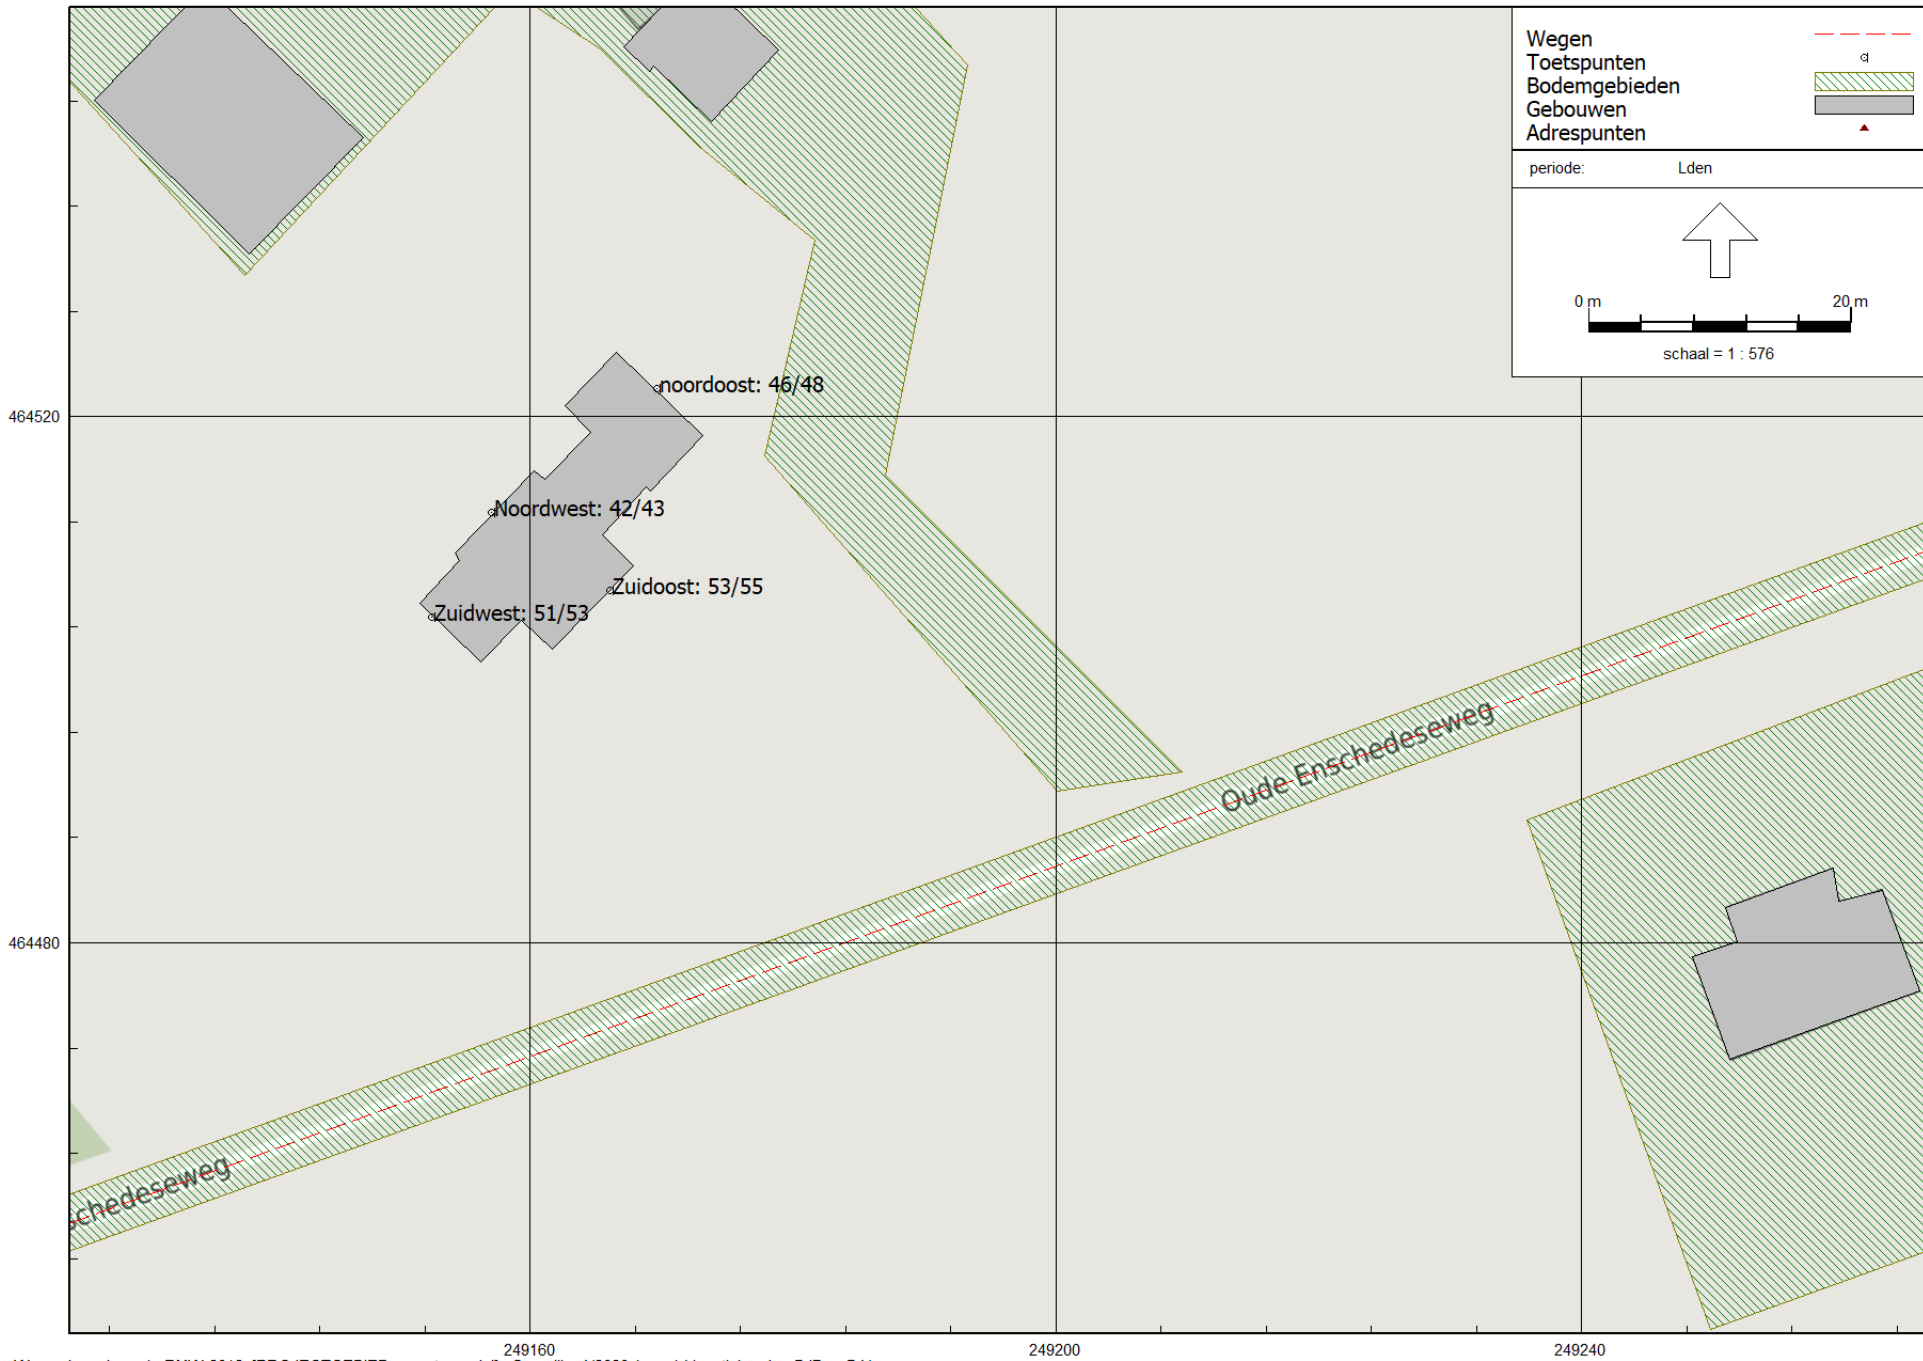 Wegen
Toetspunten
Bodemgebieden
Gebouwen
Adrespunten
periode: Lden
0 m 20 m
schaal = 1 : 576
noordoost: 46/48
464520
Noordwest: 42/43
Zuidoost: 53/55
Zuidwest: 51/53
Oude Enschedeseweg
464480
schedeseweg
249160 249200 249240